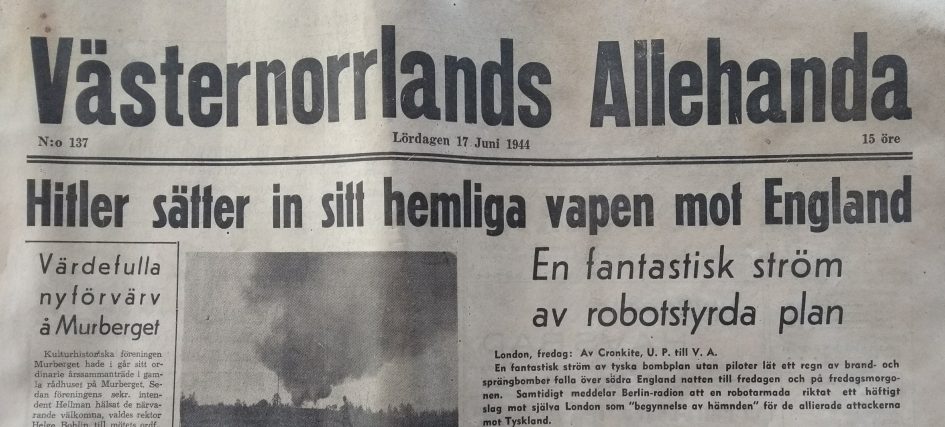 Västernorrlands Allehanda
N:o 137 Lördagen 17 Juni 1944 15 öre
Hitler sätter in sitt hemliga vapen mot England
Värdefulla
nyförvärv
å Murberget
Kulturhistoriska föreningen
Murberget hade i går sitt or-
dinarie årssammanträde i gam-
la rådhuset på Murberget. Se-
dan föreningens sekr. inten-
dent Hellman hälsat de närva-
rande välkomna, valdes rektor
Helge Bohlin till mötets ordf.
En fantastisk ström
av robotstyrda plan
London, fredag: Av Cronkite, U. P. till V. A.
En fantastisk ström av tyska bombplan utan piloter lät ett regn av brand- och
sprängbomber falla över södra England natten till fredagen och på fredagsmorgo-
nen. Samtidigt meddelar Berlin-radion att en robotarmada riktat ett häftigt
slag mot själva London som "begynnelse av hämnden" för de allierade attackerna
mot Tyskland.